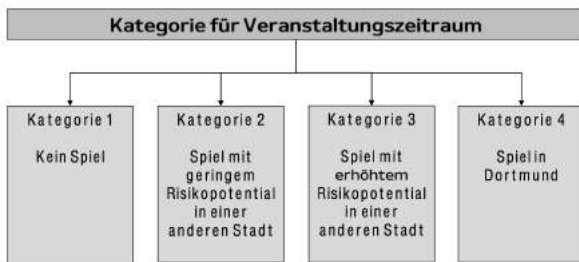 Kategorie für Veranstaltungszeitraum
Kategorie 1
Kein Spiel
Kategorie 2
Spiel mit
geringem
Risikopotential
in einer
anderen Stadt
Kategorie 3
Spiel mit
erhöhtem
Risikopotential
in einer
anderen Stadt
Kategorie 4
Spiel in
Dortmund